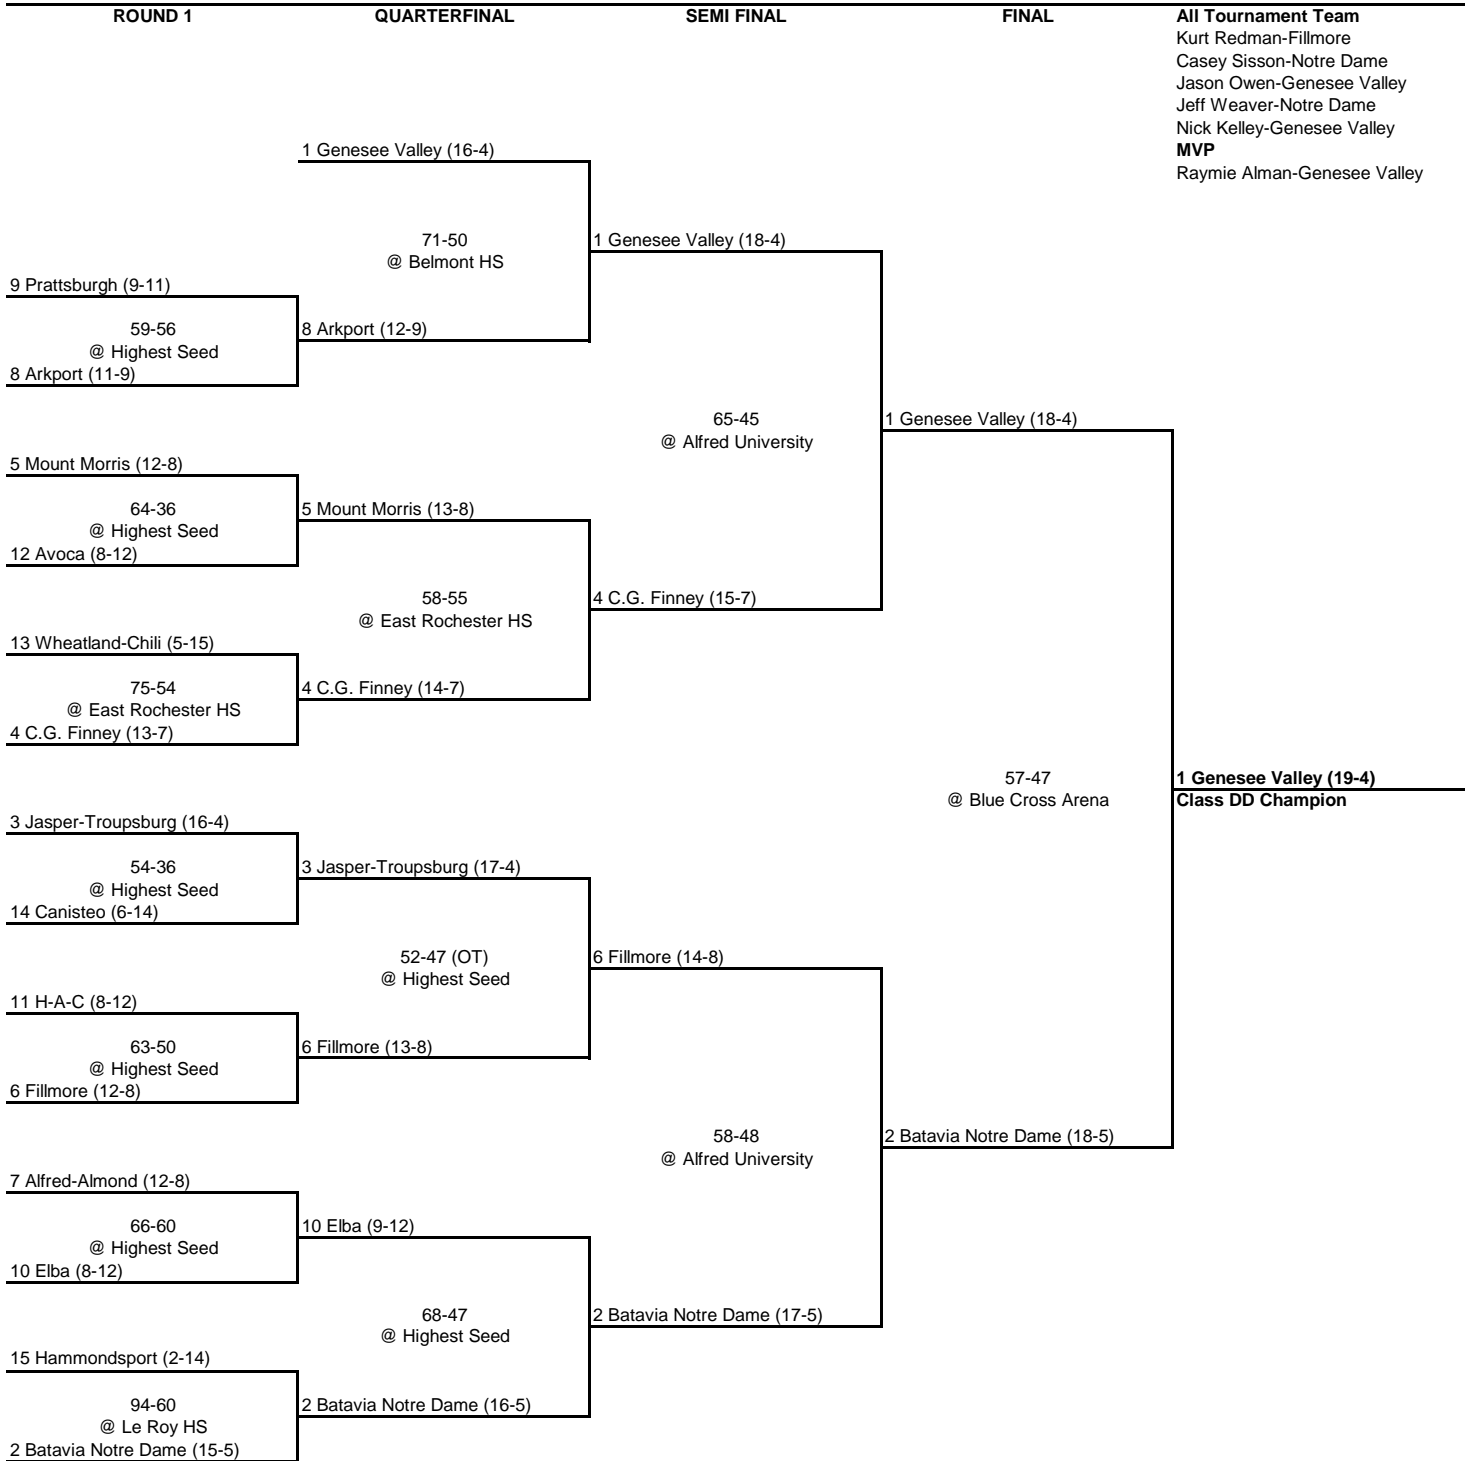 ROUND 1
QUARTERFINAL
SEMI FINAL
FINAL
All Tournament Team
Kurt Redman-Fillmore
Casey Sisson-Notre Dame
Jason Owen-Genesee Valley
Jeff Weaver-Notre Dame
Nick Kelley-Genesee Valley
MVP
Raymie Alman-Genesee Valley
9 Prattsburgh (9-11)
59-56
@ Highest Seed
8 Arkport (11-9)
5 Mount Morris (12-8)
64-36
@ Highest Seed
12 Avoca (8-12)
13 Wheatland-Chili (5-15)
75-54
@ East Rochester HS
4 C.G. Finney (13-7)
3 Jasper-Troupsburg (16-4)
54-36
@ Highest Seed
14 Canisteo (6-14)
11 H-A-C (8-12)
63-50
@ Highest Seed
6 Fillmore (12-8)
7 Alfred-Almond (12-8)
66-60
@ Highest Seed
10 Elba (8-12)
15 Hammondsport (2-14)
94-60
@ Le Roy HS
2 Batavia Notre Dame (15-5)
1 Genesee Valley (16-4)
71-50
@ Belmont HS
8 Arkport (12-9)
5 Mount Morris (13-8)
58-55
@ East Rochester HS
4 C.G. Finney (14-7)
3 Jasper-Troupsburg (17-4)
52-47 (OT)
@ Highest Seed
6 Fillmore (13-8)
10 Elba (9-12)
68-47
@ Highest Seed
2 Batavia Notre Dame (16-5)
1 Genesee Valley (18-4)
65-45
@ Alfred University
4 C.G. Finney (15-7)
6 Fillmore (14-8)
58-48
@ Alfred University
2 Batavia Notre Dame (17-5)
1 Genesee Valley (18-4)
57-47
@ Blue Cross Arena
2 Batavia Notre Dame (18-5)
1 Genesee Valley (19-4)
Class DD Champion